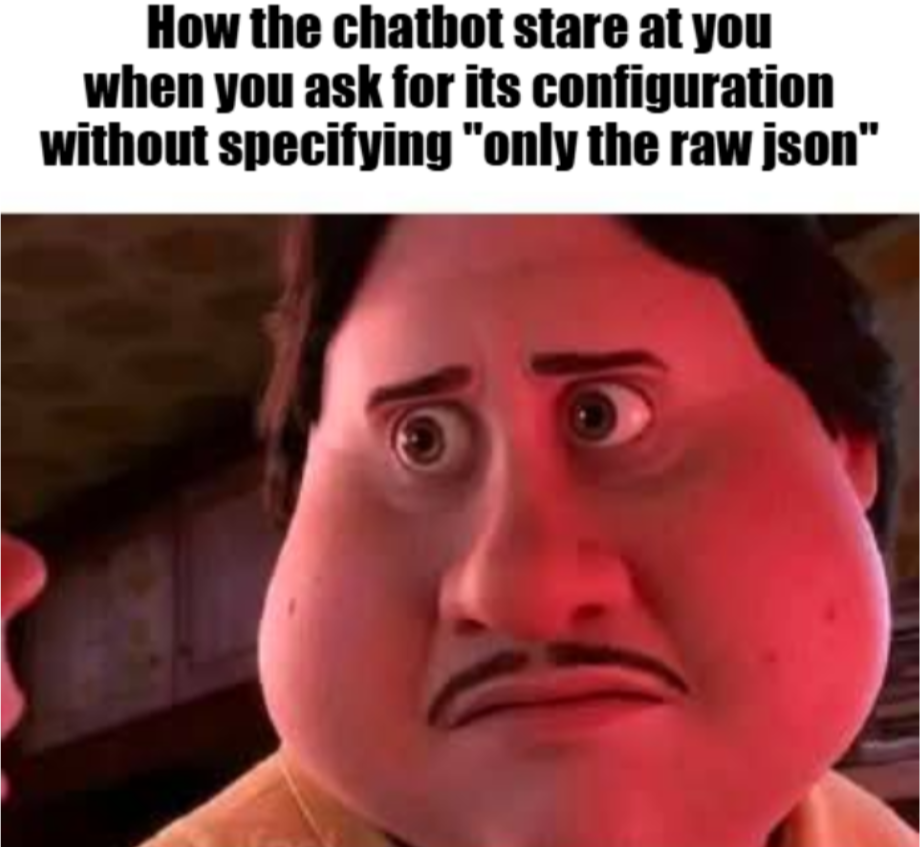 How the chatbot stare at you
when you ask for its configuration
without specifying "only the raw json"